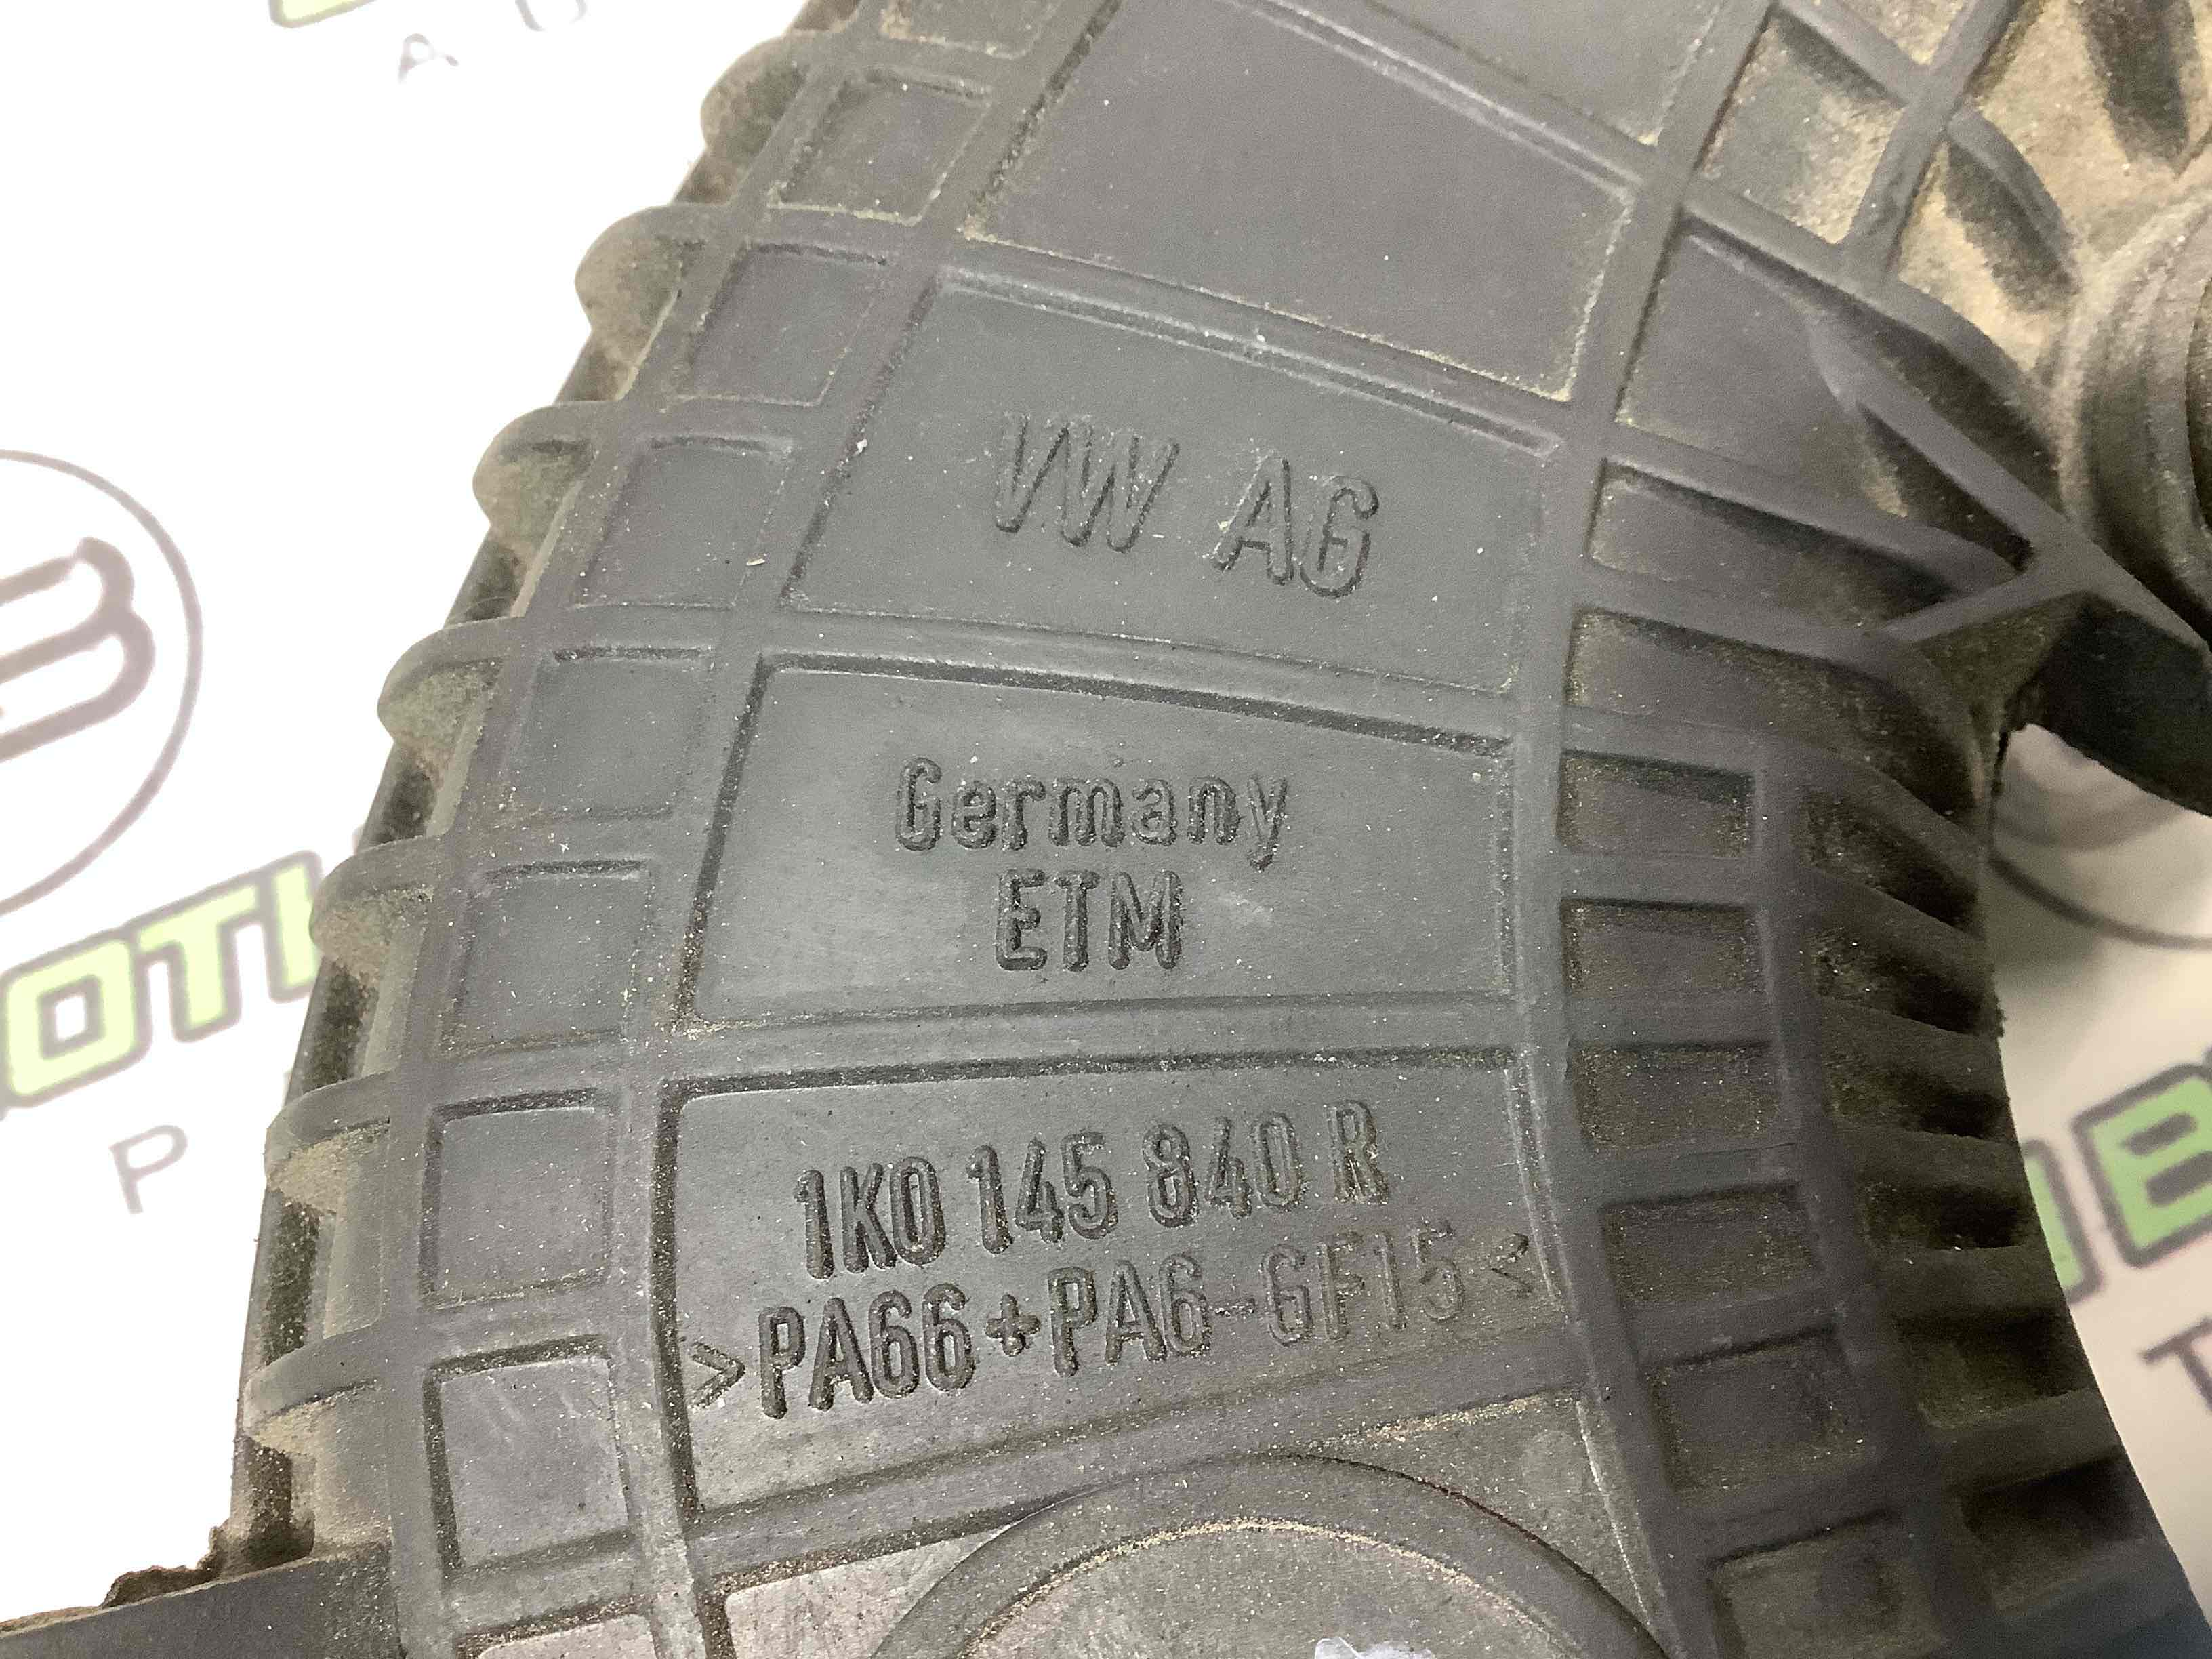 VW AG
Germany
ETM
1K0 145 840 R
>PA66+PA6-GF15<